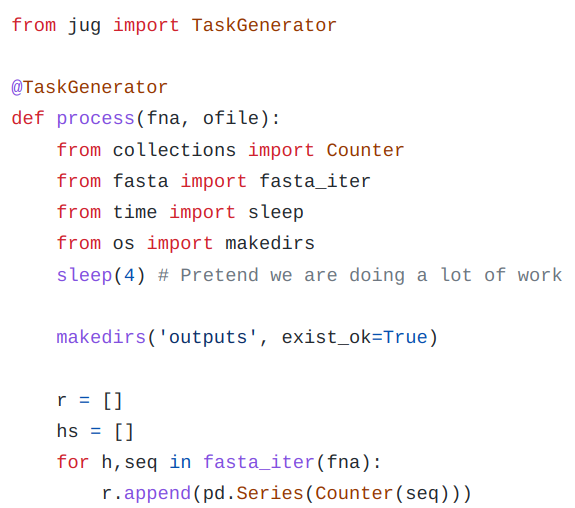 from jug import TaskGenerator

@TaskGenerator
def process(fna, ofile):
    from collections import Counter
    from fasta import fasta_iter
    from time import sleep
    from os import makedirs
    sleep(4) # Pretend we are doing a lot of work

    makedirs('outputs', exist_ok=True)

    r = []
    hs = []
    for h,seq in fasta_iter(fna):
        r.append(pd.Series(Counter(seq)))